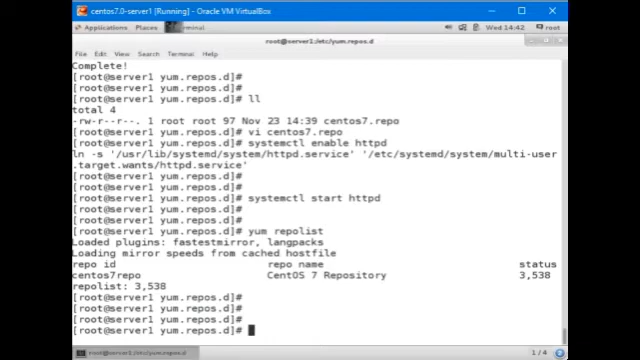 centos7.0-server1 [Running] - Oracle VM VirtualBox
Applications Places Terminal Wed 14:42 root
root@server1:/etc/yum.repos.d
File Edit View Search Terminal Help
Complete!
[root@server1 yum.repos.d]#
[root@server1 yum.repos.d]#
[root@server1 yum.repos.d]# ll
total 4
-rw-r--r--. 1 root root 97 Nov 23 14:39 centos7.repo
[root@server1 yum.repos.d]# vi centos7.repo
[root@server1 yum.repos.d]# systemctl enable httpd
ln -s '/usr/lib/systemd/system/httpd.service' '/etc/systemd/system/multi-user
.target.wants/httpd.service'
[root@server1 yum.repos.d]#
[root@server1 yum.repos.d]#
[root@server1 yum.repos.d]# systemctl start httpd
[root@server1 yum.repos.d]#
[root@server1 yum.repos.d]#
[root@server1 yum.repos.d]# yum repolist
Loaded plugins: fastestmirror, langpacks
Loading mirror speeds from cached hostfile
repo id repo name status
centos7repo CentOS 7 Repository 3,538
repolist: 3,538
[root@server1 yum.repos.d]#
[root@server1 yum.repos.d]#
[root@server1 yum.repos.d]#
[root@server1 yum.repos.d]#
root@server1:/etc/yum.repos.d 1 / 4